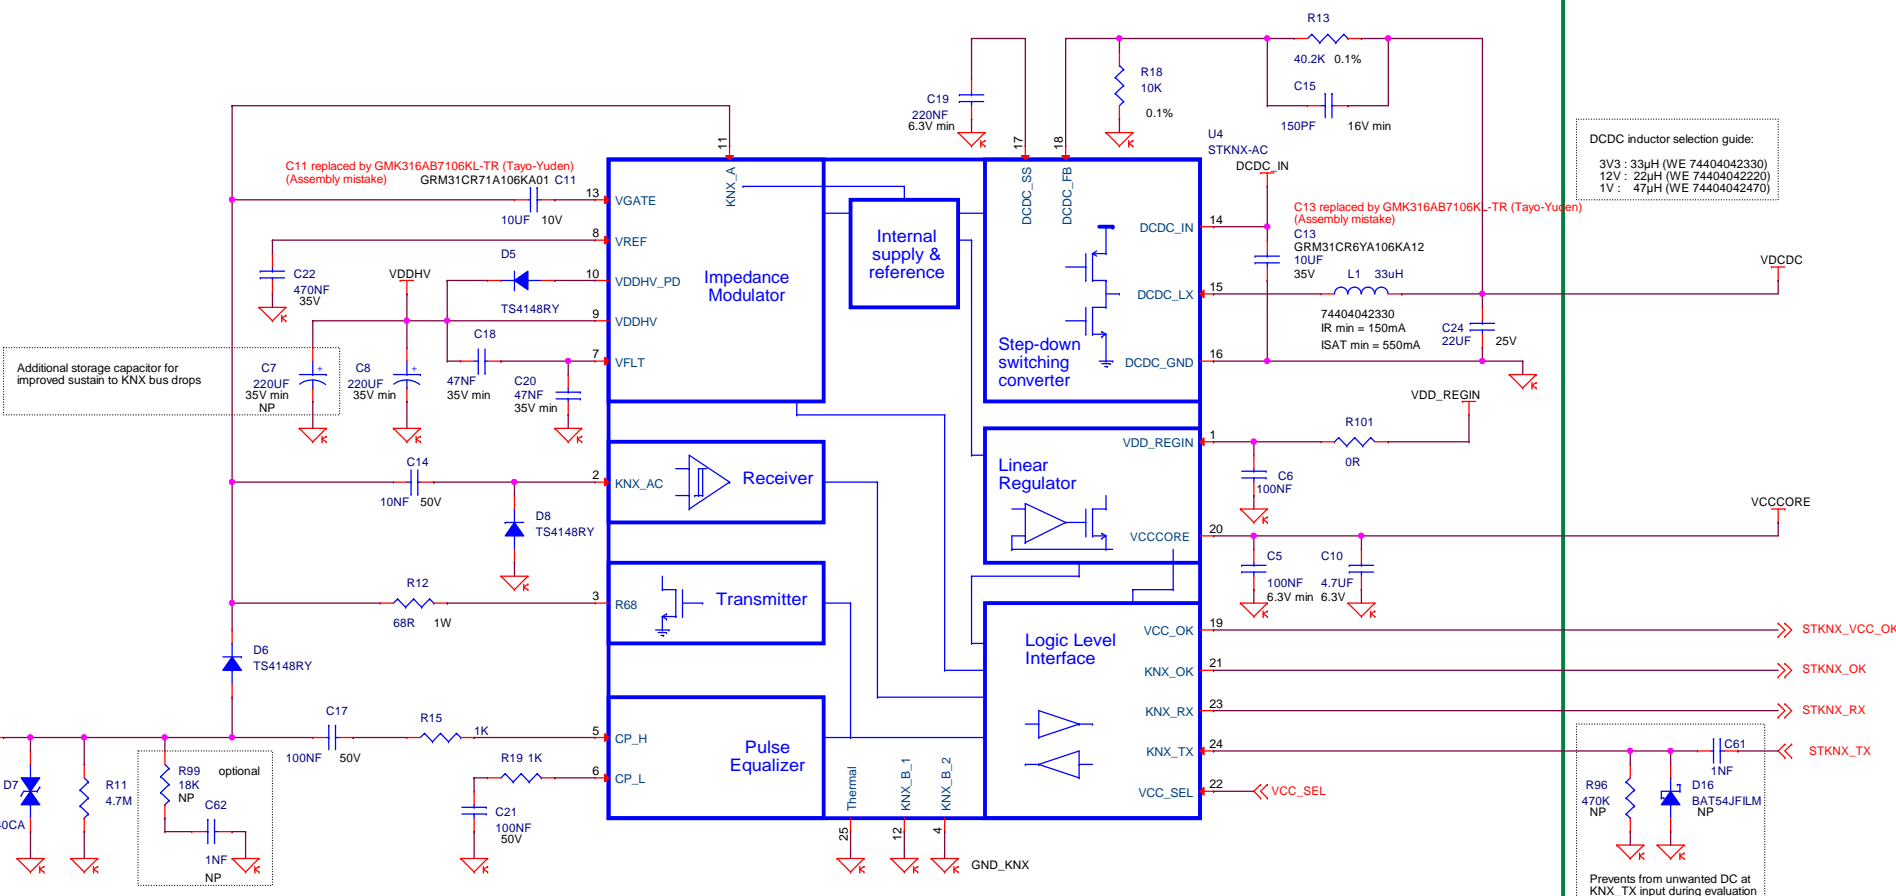 R13
40.2K 0.1%
C15
150PF 16V min
R18
10K
0.1%
C19
220NF
6.3V min
17
18
11
U4
STKNX-AC
DCDC_IN
DCDC inductor selection guide:
3V3 : 33µH (WE 74404042330)
12V : 22µH (WE 74404042220)
1V : 47µH (WE 74404042470)
C11 replaced by GMK316AB7106KL-TR (Tayo-Yuden)
(Assembly mistake)
GRM31CR71A106KA01 C11
10UF 10V
13
VGATE
KNX_A
DCDC_SS
DCDC_FB
C13 replaced by GMK316AB7106KL-TR (Tayo-Yuden)
(Assembly mistake)
C13
GRM31CR6YA106KA12
10UF
35V
14
DCDC_IN
8
VREF
Internal
supply &
reference
D5
TS4148RY
C22
470NF
35V
VDDHV
10
VDDHV_PD
Impedance
Modulator
15
DCDC_LX
L1 33uH
74404042330
IR min = 150mA
ISAT min = 550mA
VDCDC
C24
22UF
25V
9
VDDHV
C18
47NF
35V min
7
VFLT
C20
47NF
35V min
Step-down
switching
converter
16
DCDC_GND
Additional storage capacitor for
improved sustain to KNX bus drops
C7
220UF
35V min
NP
C8
220UF
35V min
VDD_REGIN
R101
0R
1
VDD_REGIN
Linear
Regulator
C6
100NF
C14
10NF 50V
2
KNX_AC
Receiver
D8
TS4148RY
VCCCORE
20
VCCCORE
C5
100NF
6.3V min
C10
4.7UF
6.3V
R12
68R 1W
3
R68
Transmitter
Logic Level
Interface
VCC_OK
19
STKNX_VCC_OK
KNX_OK
21
STKNX_OK
KNX_RX
23
STKNX_RX
KNX_TX
24
STKNX_TX
VCC_SEL
22
VCC_SEL
D6
TS4148RY
C17
100NF 50V
R15
1K
5
CP_H
Pulse
Equalizer
R19 1K
6
CP_L
C21
100NF
50V
D7
40CA
R11
4.7M
R99
18K
NP
optional
C62
1NF
NP
Thermal
KNX_B_1
KNX_B_2
25
12
4
GND_KNX
C61
1NF
R96
470K
NP
D16
BAT54JFILM
NP
Prevents from unwanted DC at
KNX_TX input during evaluation